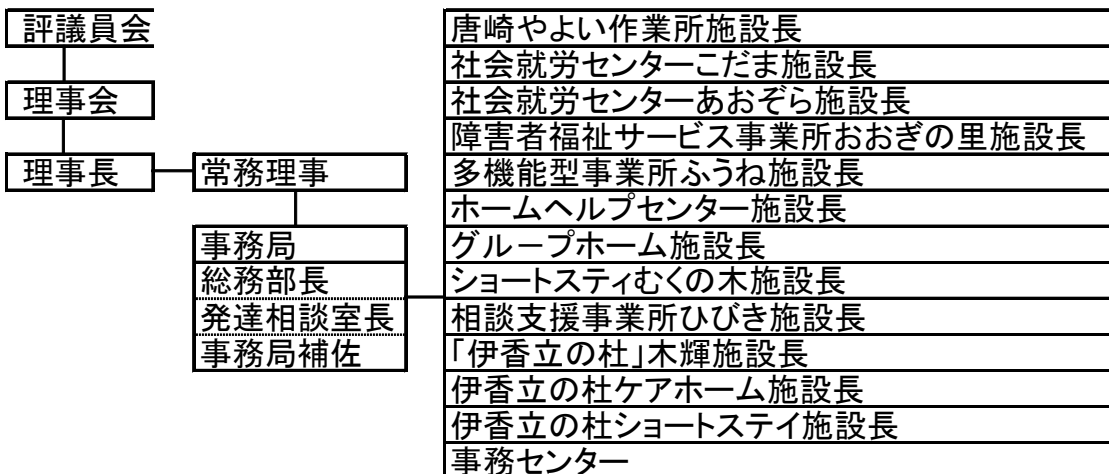 評議員会
理事会
理事長
常務理事
事務局
総務部長
発達相談室長
事務局補佐
唐崎やよい作業所施設長
社会就労センターこだま施設長
社会就労センターあおぞら施設長
障害者福祉サービス事業所おおぎの里施設長
多機能型事業所ふうね施設長
ホームヘルプセンター施設長
グループホーム施設長
ショートスティむくの木施設長
相談支援事業所ひびき施設長
「伊香立の杜」木輝施設長
伊香立の杜ケアホーム施設長
伊香立の杜ショートステイ施設長
事務センター